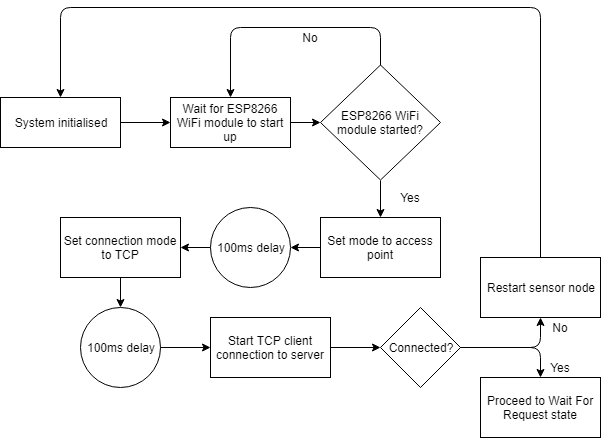 No
System initialised
Wait for ESP8266
WiFi module to start
up
ESP8266 WiFi
module started?
Yes
Set connection mode
to TCP
100ms delay
Set mode to access
point
100ms delay
Start TCP client
connection to server
Connected?
Restart sensor node
No
Yes
Proceed to Wait For
Request state